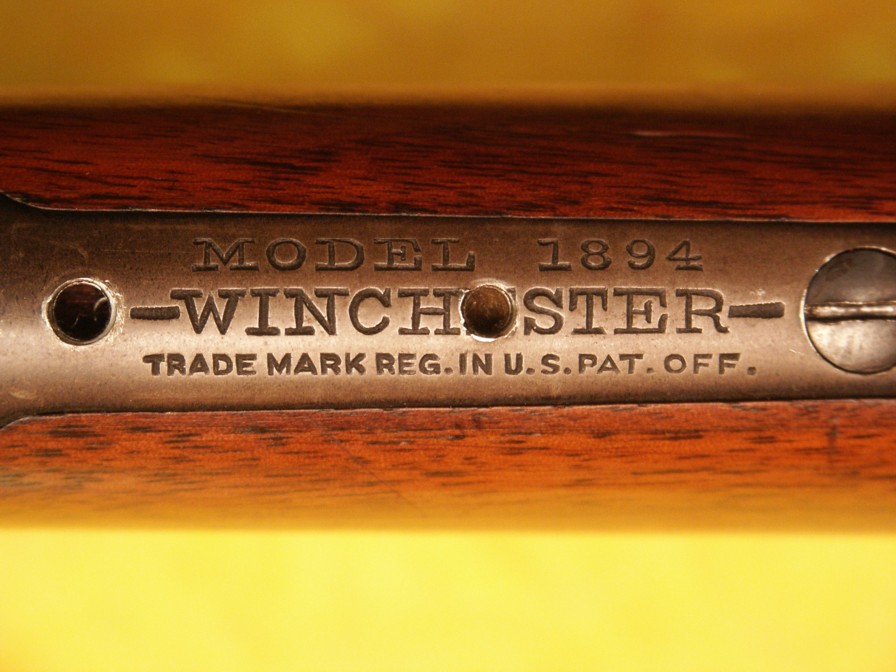 MODEL 1894
-WINCHESTER-
TRADE MARK REG. IN U.S. PAT. OFF.